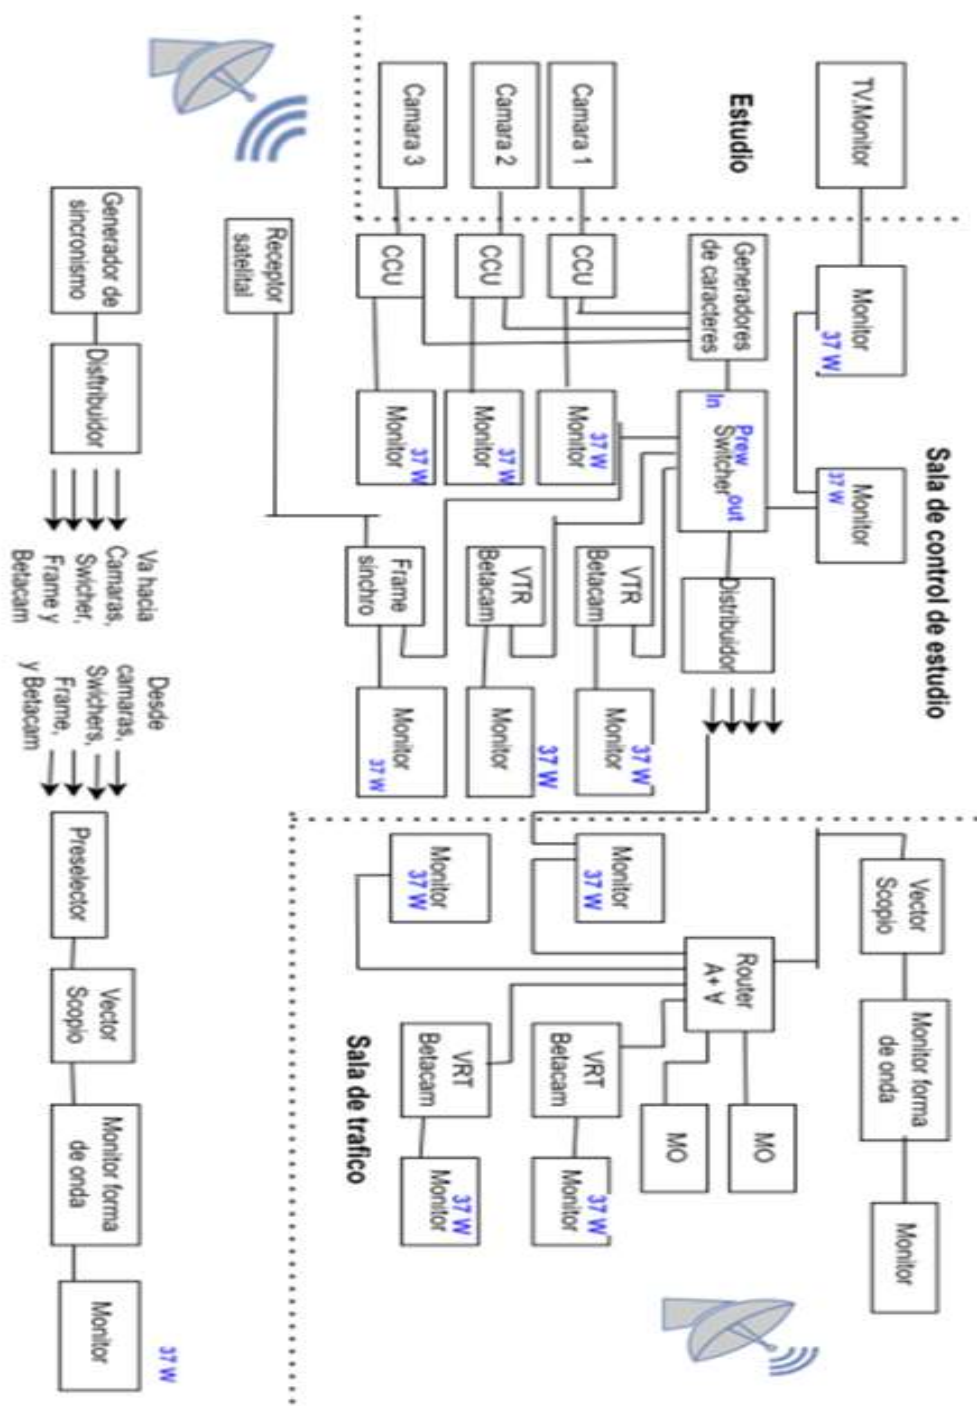 Sala de control de estudio
Estudio
TV.Monitor
Monitor
37 W
Monitor
37 W
Camara 1
Camara 2
Camara 3
Generadores
de caracteres
In
Prew
Switcher
out
Distribuidor
CCU
CCU
CCU
Monitor
37 W
Monitor
37 W
Monitor
37 W
VTR
Betacam
VTR
Betacam
Frame
sinchro
Monitor
37 W
Monitor
37 W
Monitor
37 W
Receptor
satelital
Vector
Scopio
Monitor forma
de onda
Monitor
Router
A+ V
MO
MO
Monitor
37 W
Monitor
37 W
VRT
Betacam
Monitor
37 W
VRT
Betacam
Monitor
37 W
Sala de trafico
Generador de
sincronismo
Disftribuidor
Va hacia
Camaras,
Swicher,
Frame y
Betacam
Desde
camaras,
Swichers,
Frame,
y Betacam
Preselector
Vector
Scopio
Monitor forma
de onda
Monitor
37 W